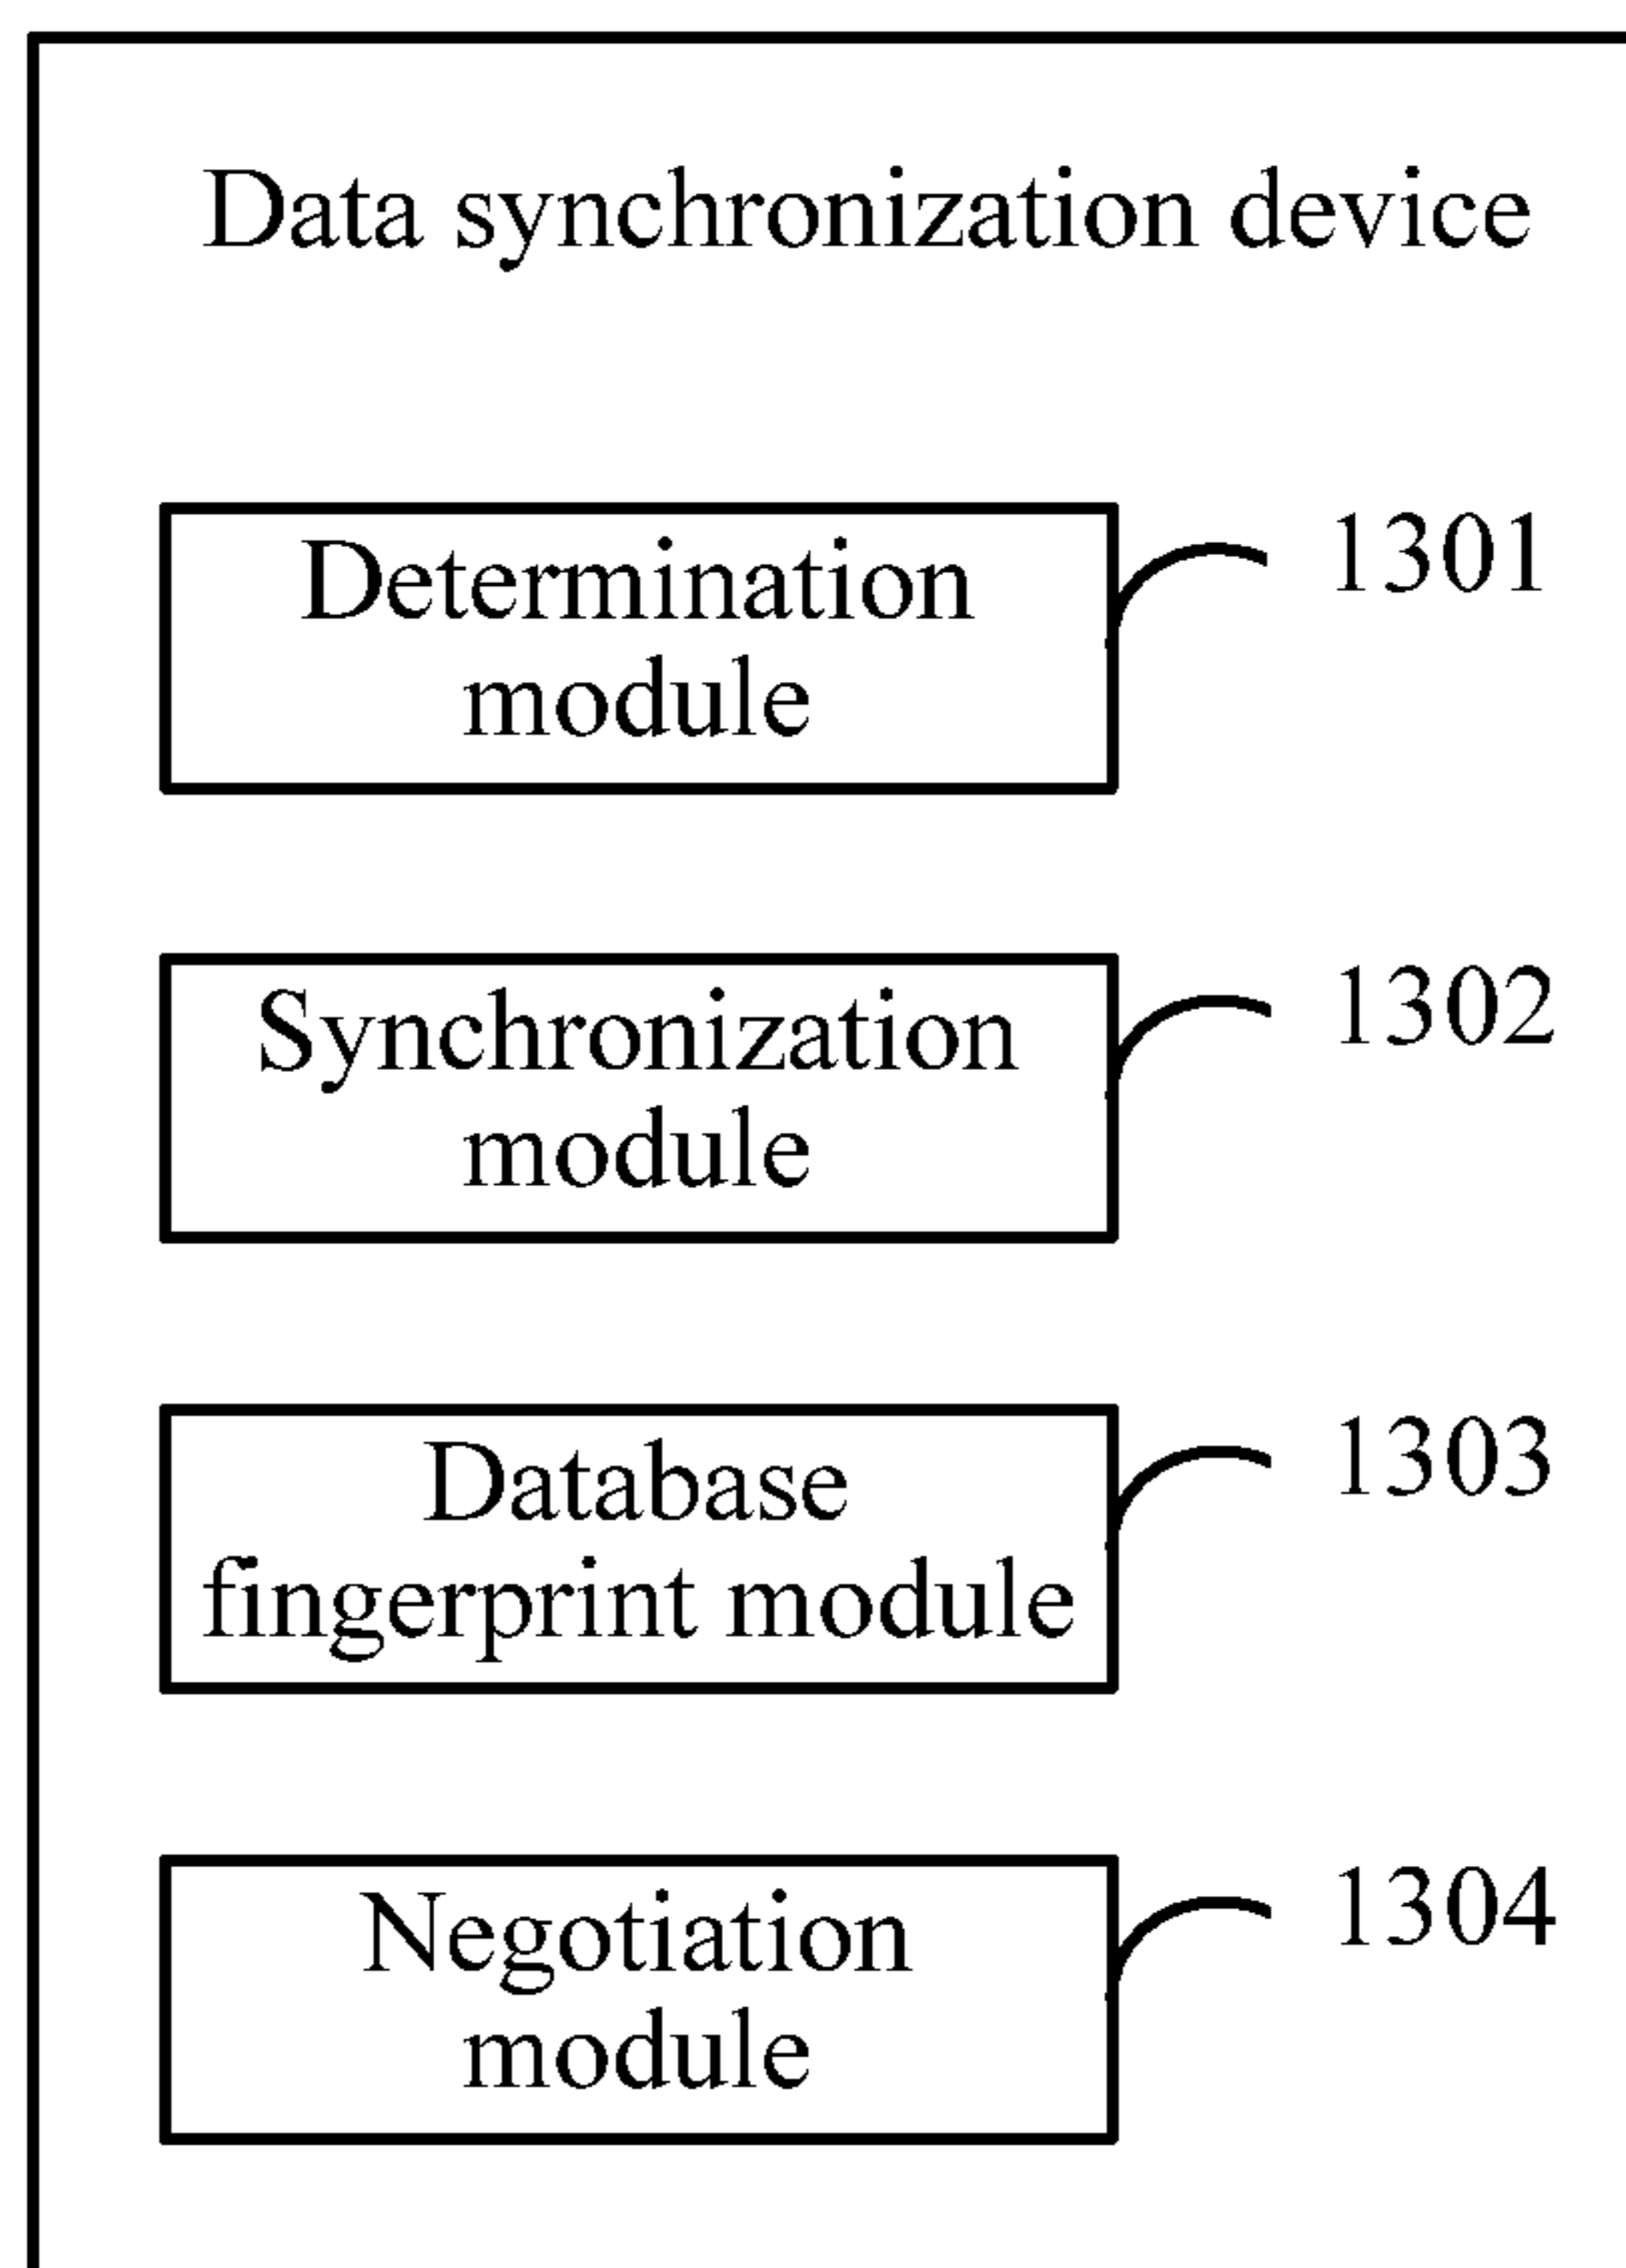 Data synchronization device
Determination
module
1301
Synchronization
module
1302
Database
fingerprint module
1303
Negotiation
module
1304